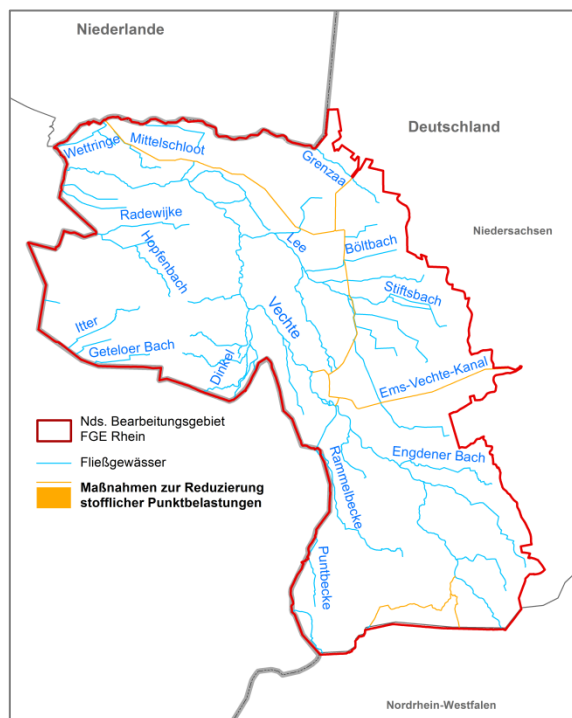 Niederlande
Deutschland
Wettringe
Mittelschloot
Grenzaa
Niedersachsen
Radewijke
Hopfenbach
Lee
Böltbach
Stiftsbach
Vechte
Itter
Geteloer Bach
Dinkel
Ems-Vechte-Kanal
Nds. Bearbeitungsgebiet
FGE Rhein
Fließgewässer
Maßnahmen zur Reduzierung
stofflicher Punktbelastungen
Engdener Bach
Rammelbecke
Puntbecke
Nordrhein-Westfalen